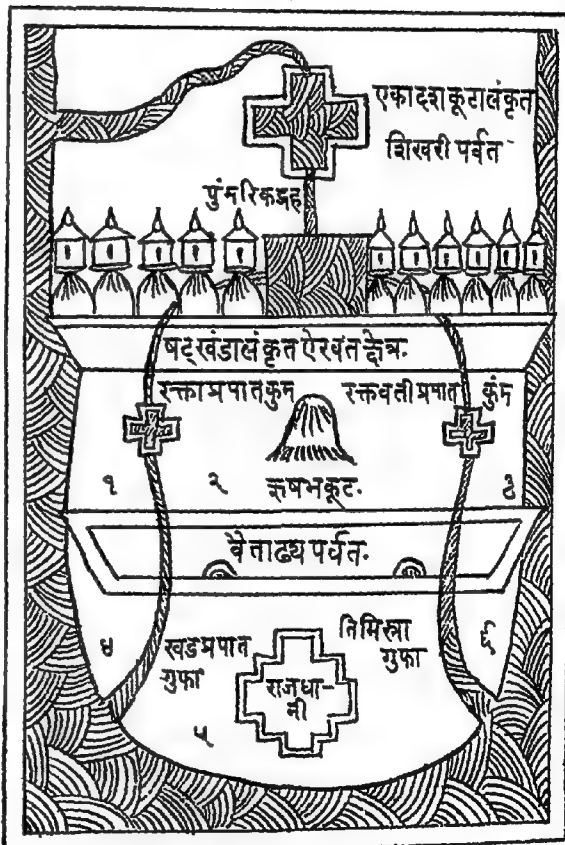 एकादशकूटालंकृत
शिखरी पर्वत
पुंमरिकद्रह
षट्खंडालंकृत ऐरवत क्षेत्र.
रक्ताप्रपातकुम
रक्तवतीप्रपात कुंम
१
२
३
ऋषभकूट.
वैताढ्य पर्वत.
४
खंडप्रपात
गुफा
तिमिस्रा
गुफा
६
राजधा-
नी
५